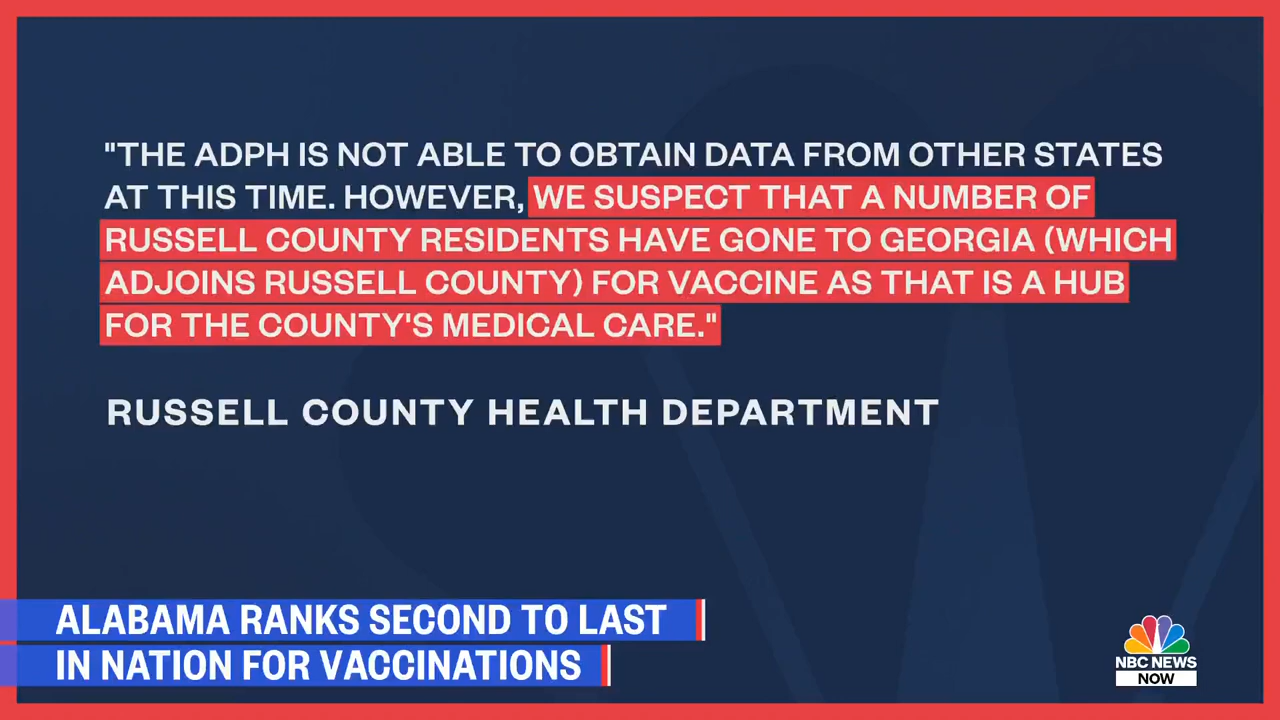 "THE ADPH IS NOT ABLE TO OBTAIN DATA FROM OTHER STATES
AT THIS TIME. HOWEVER, WE SUSPECT THAT A NUMBER OF
RUSSELL COUNTY RESIDENTS HAVE GONE TO GEORGIA (WHICH
ADJOINS RUSSELL COUNTY) FOR VACCINE AS THAT IS A HUB
FOR THE COUNTY'S MEDICAL CARE."
RUSSELL COUNTY HEALTH DEPARTMENT
ALABAMA RANKS SECOND TO LAST
IN NATION FOR VACCINATIONS
NBC NEWS
NOW